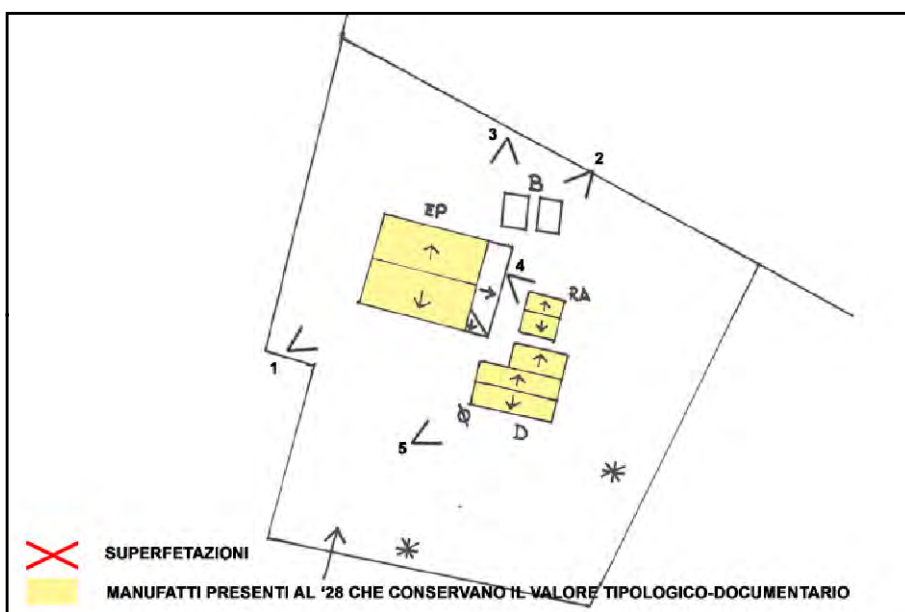 3
2
B
EP
4
RA
1
5
D
SUPERFETAZIONI
MANUFATTI PRESENTI AL '28 CHE CONSERVANO IL VALORE TIPOLOGICO-DOCUMENTARIO